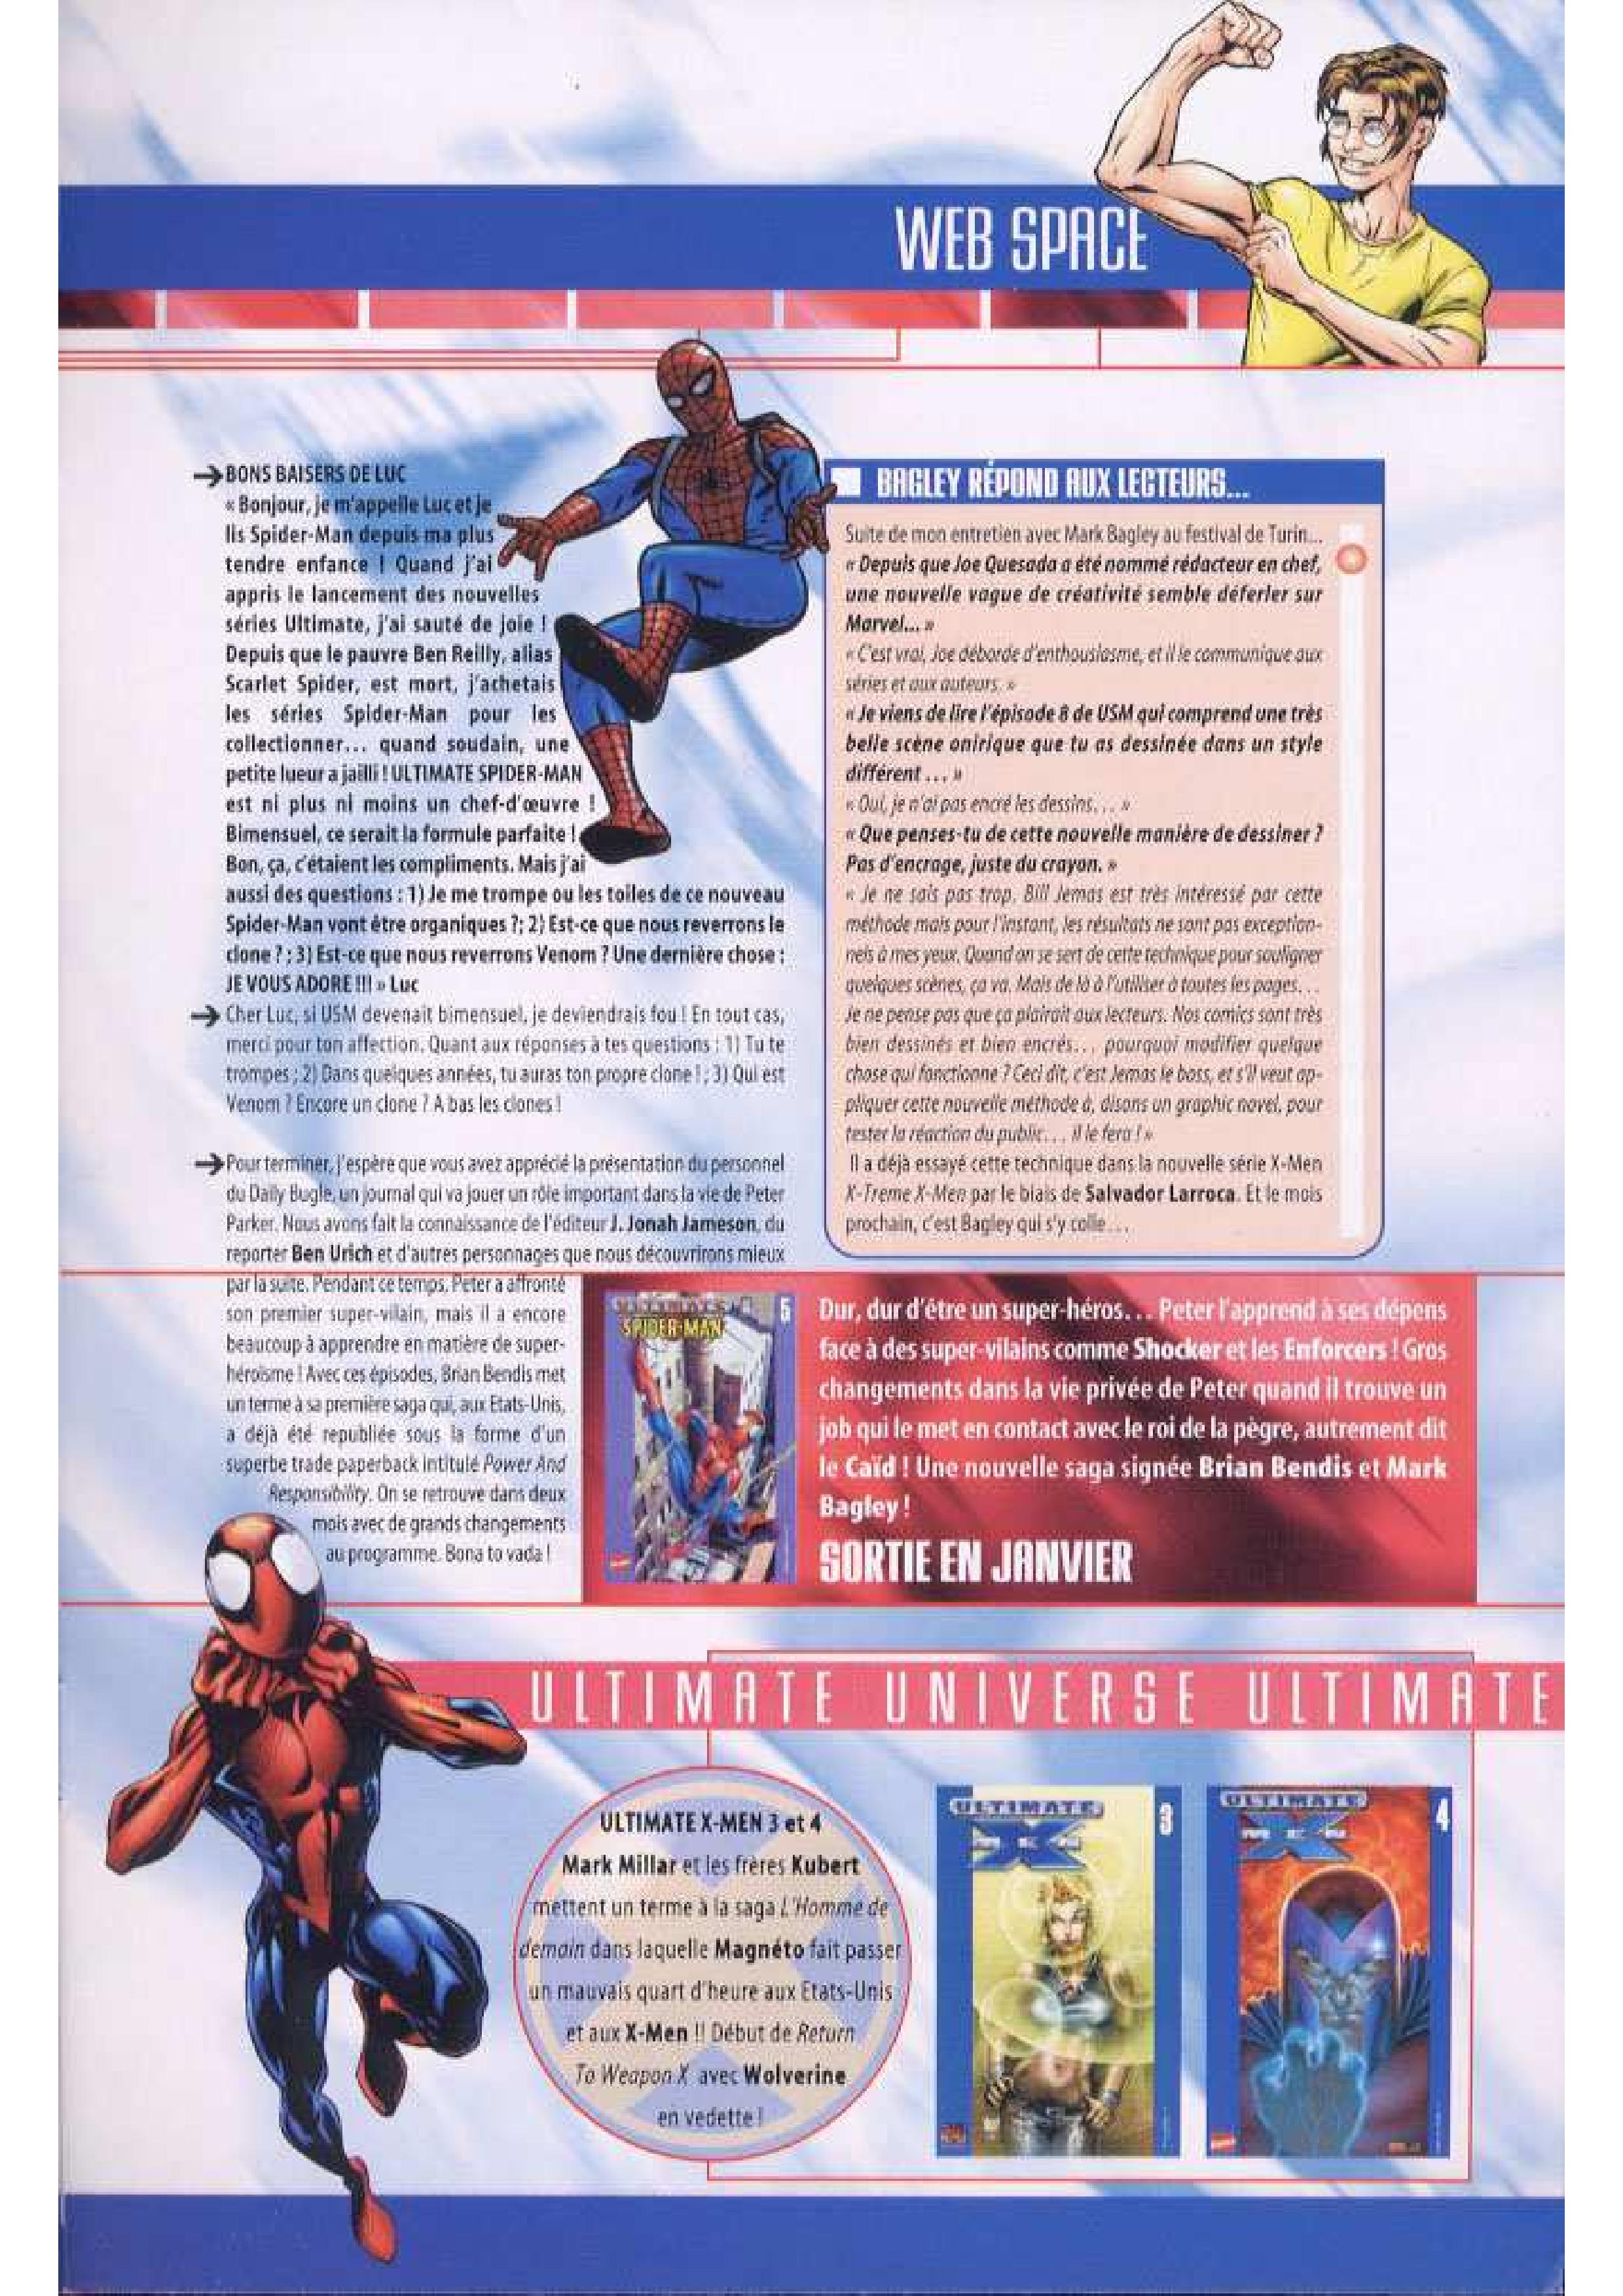 WEB SPACE
BONS BAISERS DE LUC
« Bonjour, je m'appelle Luc et je
lis Spider-Man depuis ma plus
tendre enfance ! Quand j'ai
appris le lancement des nouvelles
séries Ultimate, j'ai sauté de joie !
Depuis que le pauvre Ben Reilly, alias
Scarlet Spider, est mort, j'achetais
les séries Spider-Man pour les
collectionner... quand soudain, une
petite lueur a jailli ! ULTIMATE SPIDER-MAN
est ni plus ni moins un chef-d'œuvre !
Bimensuel, ce serait la formule parfaite !
Bon, ça, c'étaient les compliments. Mais j'ai
aussi des questions : 1) Je me trompe ou les toiles de ce nouveau
Spider-Man vont être organiques ?; 2) Est-ce que nous reverrons le
clone ? ; 3) Est-ce que nous reverrons Venom ? Une dernière chose :
JE VOUS ADORE !!! » Luc
Cher Luc, si USM devenait bimensuel, je deviendrais fou ! En tout cas,
merci pour ton affection. Quant aux réponses à tes questions : 1) Tu te
trompes ; 2) Dans quelques années, tu auras ton propre clone ! ; 3) Qui est
Venom ? Encore un clone ? A bas les clones !
Pour terminer, j'espère que vous avez apprécié la présentation du personnel
du Daily Bugle, un journal qui va jouer un rôle important dans la vie de Peter
Parker. Nous avons fait la connaissance de l'éditeur J. Jonah Jameson, du
reporter Ben Urich et d'autres personnages que nous découvrirons mieux
par la suite. Pendant ce temps, Peter a affronté
son premier super-vilain, mais il a encore
beaucoup à apprendre en matière de super-
héroïsme ! Avec ces épisodes, Brian Bendis met
un terme à sa première saga qui, aux Etats-Unis,
a déjà été republiée sous la forme d'un
superbe trade paperback intitulé Power And
Responsibility. On se retrouve dans deux
mois avec de grands changements
au programme. Bona to vada !
BAGLEY RÉPOND AUX LECTEURS...
Suite de mon entretien avec Mark Bagley au festival de Turin...
« Depuis que Joe Quesada a été nommé rédacteur en chef,
une nouvelle vague de créativité semble déferler sur
Marvel... »
« C'est vrai, Joe déborde d'enthousiasme, et il le communique aux
séries et aux auteurs. »
« Je viens de lire l'épisode 8 de USM qui comprend une très
belle scène onirique que tu as dessinée dans un style
différent ... »
« Oui, je n'ai pas encré les dessins... »
« Que penses-tu de cette nouvelle manière de dessiner ?
Pas d'encrage, juste du crayon. »
« Je ne sais pas trop. Bill Jemas est très intéressé par cette
méthode mais pour l'instant, les résultats ne sont pas exception-
nels à mes yeux. Quand on se sert de cette technique pour souligner
quelques scènes, ça va. Mais de là à l'utiliser à toutes les pages...
Je ne pense pas que ça plairait aux lecteurs. Nos comics sont très
bien dessinés et bien encrés... pourquoi modifier quelque
chose qui fonctionne ? Ceci dit, c'est Jemas le boss, et s'il veut ap-
pliquer cette nouvelle méthode à, disons un graphic novel, pour
tester la réaction du public... il le fera ! »
Il a déjà essayé cette technique dans la nouvelle série X-Men
X-Treme X-Men par le biais de Salvador Larroca. Et le mois
prochain, c'est Bagley qui s'y colle...
ULTIMATE 5
SPIDER-MAN
Dur, dur d'être un super-héros... Peter l'apprend à ses dépens
face à des super-vilains comme Shocker et les Enforcers ! Gros
changements dans la vie privée de Peter quand il trouve un
job qui le met en contact avec le roi de la pègre, autrement dit
le Caïd ! Une nouvelle saga signée Brian Bendis et Mark
Bagley !
SORTIE EN JANVIER
ULTIMATE UNIVERSE ULTIMATE
ULTIMATE X-MEN 3 et 4
Mark Millar et les frères Kubert
mettent un terme à la saga L'Homme de
demain dans laquelle Magnéto fait passer
un mauvais quart d'heure aux Etats-Unis
et aux X-Men !! Début de Return
To Weapon X avec Wolverine
en vedette !
ULTIMATE 3
X MEN
ULTIMATE 4
X MEN